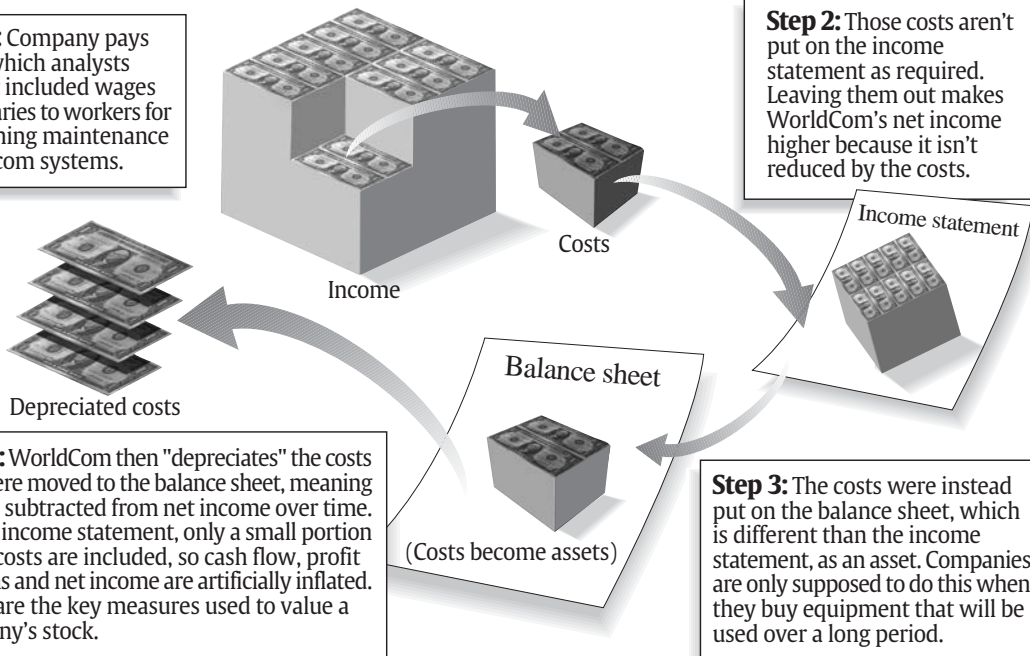 : Company pays
which analysts
included wages
aries to workers for
ning maintenance
com systems.
Income
Costs
Step 2: Those costs aren't
put on the income
statement as required.
Leaving them out makes
WorldCom's net income
higher because it isn't
reduced by the costs.
Income statement
Step 3: The costs were instead
put on the balance sheet, which
is different than the income
statement, as an asset. Companies
are only supposed to do this when
they buy equipment that will be
used over a long period.
Balance sheet
(Costs become assets)
: WorldCom then "depreciates" the costs
ere moved to the balance sheet, meaning
subtracted from net income over time.
income statement, only a small portion
costs are included, so cash flow, profit
s and net income are artificially inflated.
are the key measures used to value a
ny's stock.
Depreciated costs